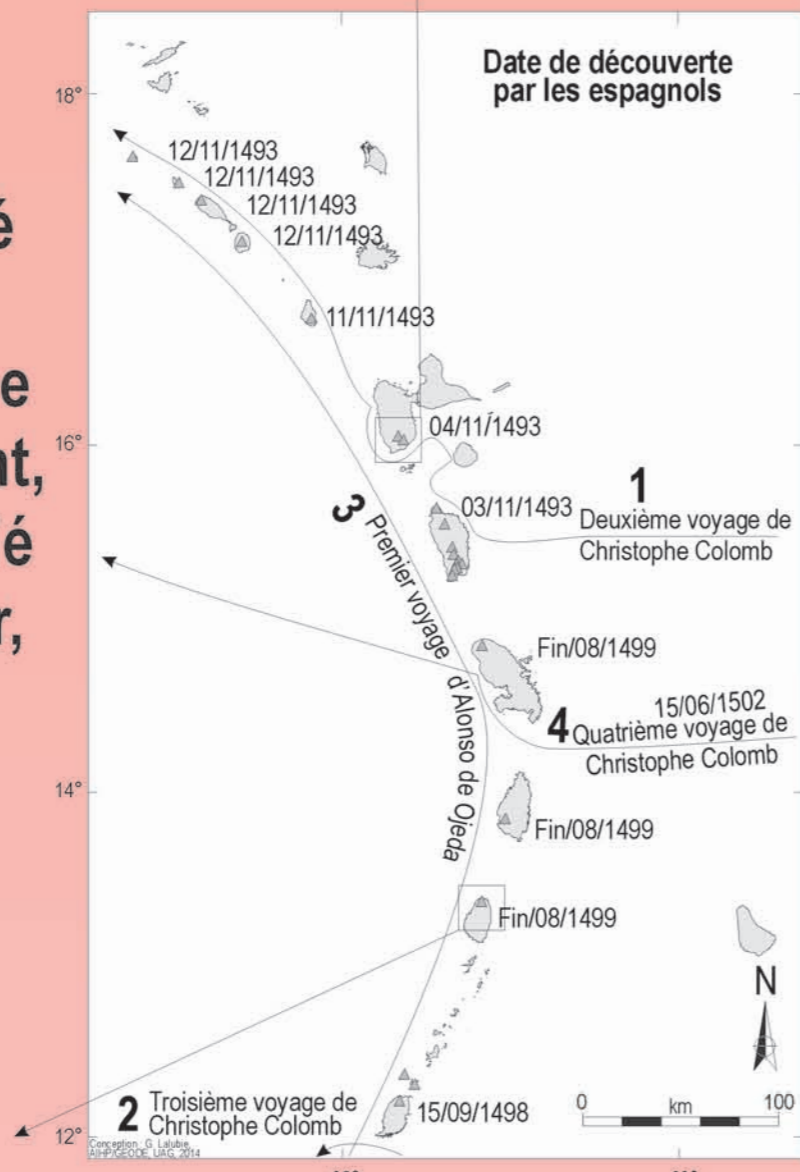 Date de découverte
par les espagnols
18°
12/11/1493
12/11/1493
12/11/1493
12/11/1493
11/11/1493
é
e
nt,
é
r,
04/11/1493
16°
03/11/1493
1
Deuxième voyage de
Christophe Colomb
3
Premier voyage
d'Alonso de Ojeda
Fin/08/1499
15/06/1502
4
Quatrième voyage de
Christophe Colomb
14°
Fin/08/1499
Fin/08/1499
N
0 km 100
2
Troisième voyage de
Christophe Colomb
15/09/1498
12°
Conception : G. Lalubie,
AIHP/GEODE, UAG, 2014